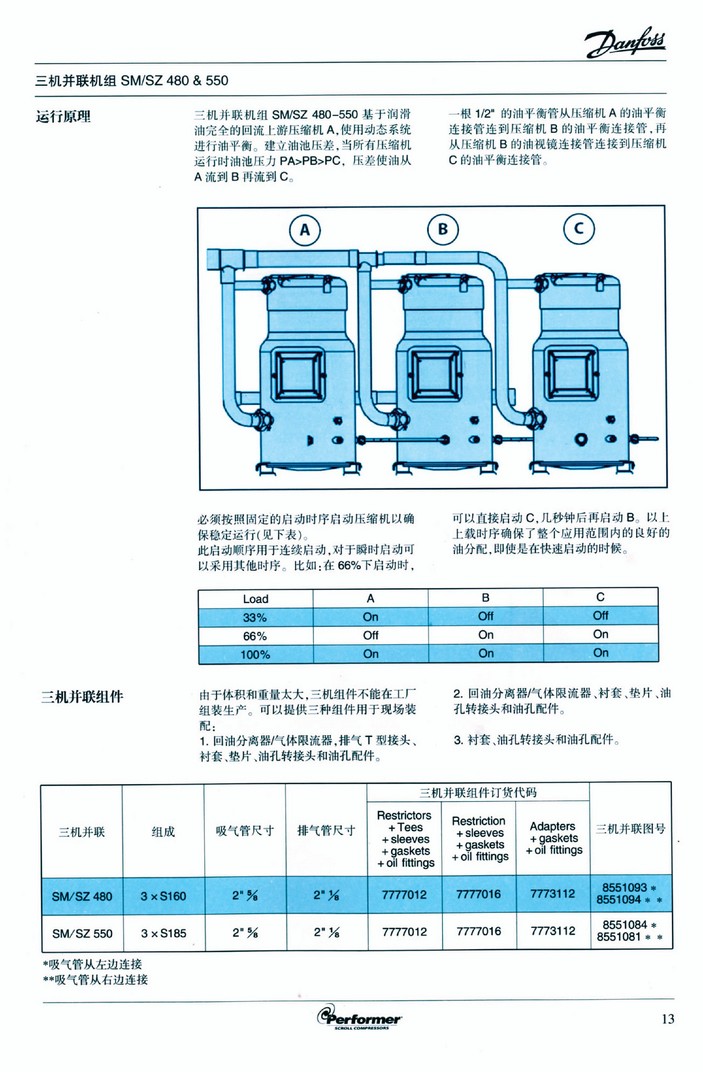 Danfoss
三机并联机组 SM/SZ 480 & 550
运行原理
三机并联机组 SM/SZ 480-550 基于润滑
油完全的回流上游压缩机 A,使用动态系统
进行油平衡。建立油池压差,当所有压缩机
运行时油池压力 PA>PB>PC，压差使油从
A 流到 B 再流到 C。
一根 1/2" 的油平衡管从压缩机 A 的油平衡
连接管连到压缩机 B 的油平衡连接管,再
从压缩机 B 的油视镜连接管连接到压缩机
C 的油平衡连接管。
A B C
必须按照固定的启动时序启动压缩机以确
保稳定运行(见下表)。
此启动顺序用于连续启动,对于瞬时启动可
以采用其他时序。比如:在 66%下启动时,
可以直接启动 C,几秒钟后再启动 B。以上
上载时序确保了整个应用范围内的良好的
油分配,即使是在快速启动的时候。
Load A B C
33% On Off Off
66% Off On On
100% On On On
三机并联组件
由于体积和重量太大,三机组件不能在工厂
组装生产。可以提供三种组件用于现场装
配:
1. 回油分离器/气体限流器,排气 T 型接头、
衬套、垫片、油孔转接头和油孔配件。
2. 回油分离器/气体限流器、衬套、垫片、油
孔转接头和油孔配件。
3. 衬套、油孔转接头和油孔配件。
三机并联组件订货代码
三机并联 组成 吸气管尺寸 排气管尺寸
Restrictors
+ Tees
+ sleeves
+ gaskets
+ oil fittings
Restriction
+ sleeves
+ gaskets
+ oil fittings
Adapters
+ gaskets
+ oil fittings
三机并联图号
SM/SZ 480 3 x S160 2" 5/8 2" 1/8 7777012 7777016 7773112 8551093 *
8551094 * *
SM/SZ 550 3 x S185 2" 5/8 2" 1/8 7777012 7777016 7773112 8551084 *
8551081 * *
*吸气管从左边连接
**吸气管从右边连接
Performer
SCROLL COMPRESSORS
13